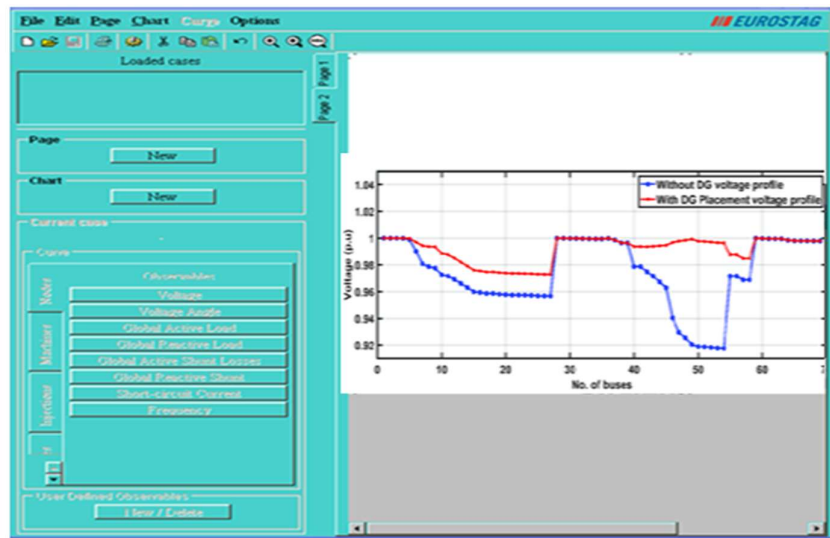 File Edit Page Chart Curve Options
EUROSTAG
Loaded cases
Page 1
Page 2
Page
New
Chart
New
Current case
-
Curve
Nodes
Machines
Injections
Observables
Voltage
Voltage Angle
Global Active Load
Global Reactive Load
Global Active Shunt Losses
Global Reactive Shunt
Short-circuit Current
Frequency
User Defined Observables
New / Delete
Without DG voltage profile
With DG Placement voltage profile
Voltage (p.u)
1.04
1.02
1
0.98
0.96
0.94
0.92
0 10 20 30 40 50 60 7
No. of buses